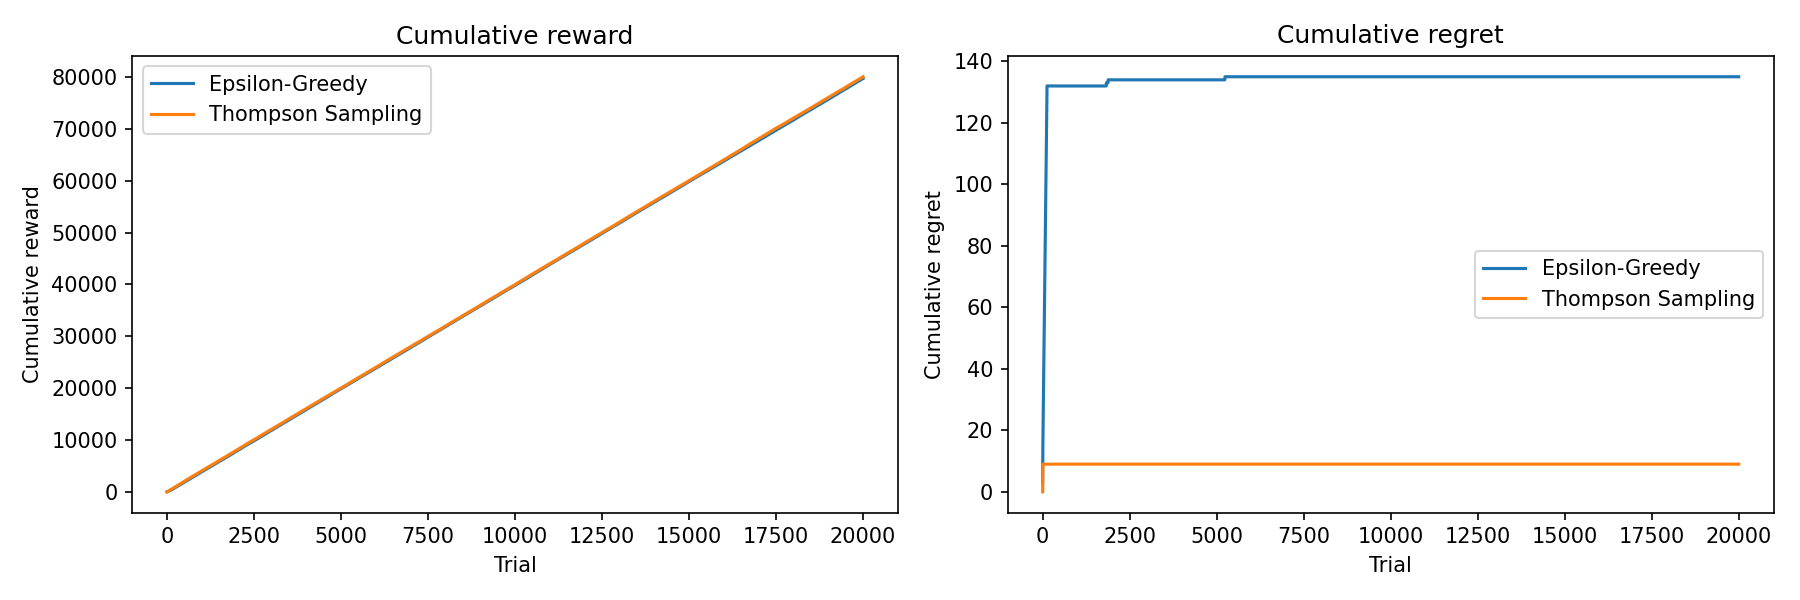 Cumulative reward
Epsilon-Greedy
Thompson Sampling
Cumulative reward
80000
70000
60000
50000
40000
30000
20000
10000
0
0 2500 5000 7500 10000 12500 15000 17500 20000
Trial
Cumulative regret
Cumulative regret
140
120
100
80
60
40
20
0
Epsilon-Greedy
Thompson Sampling
0 2500 5000 7500 10000 12500 15000 17500 20000
Trial